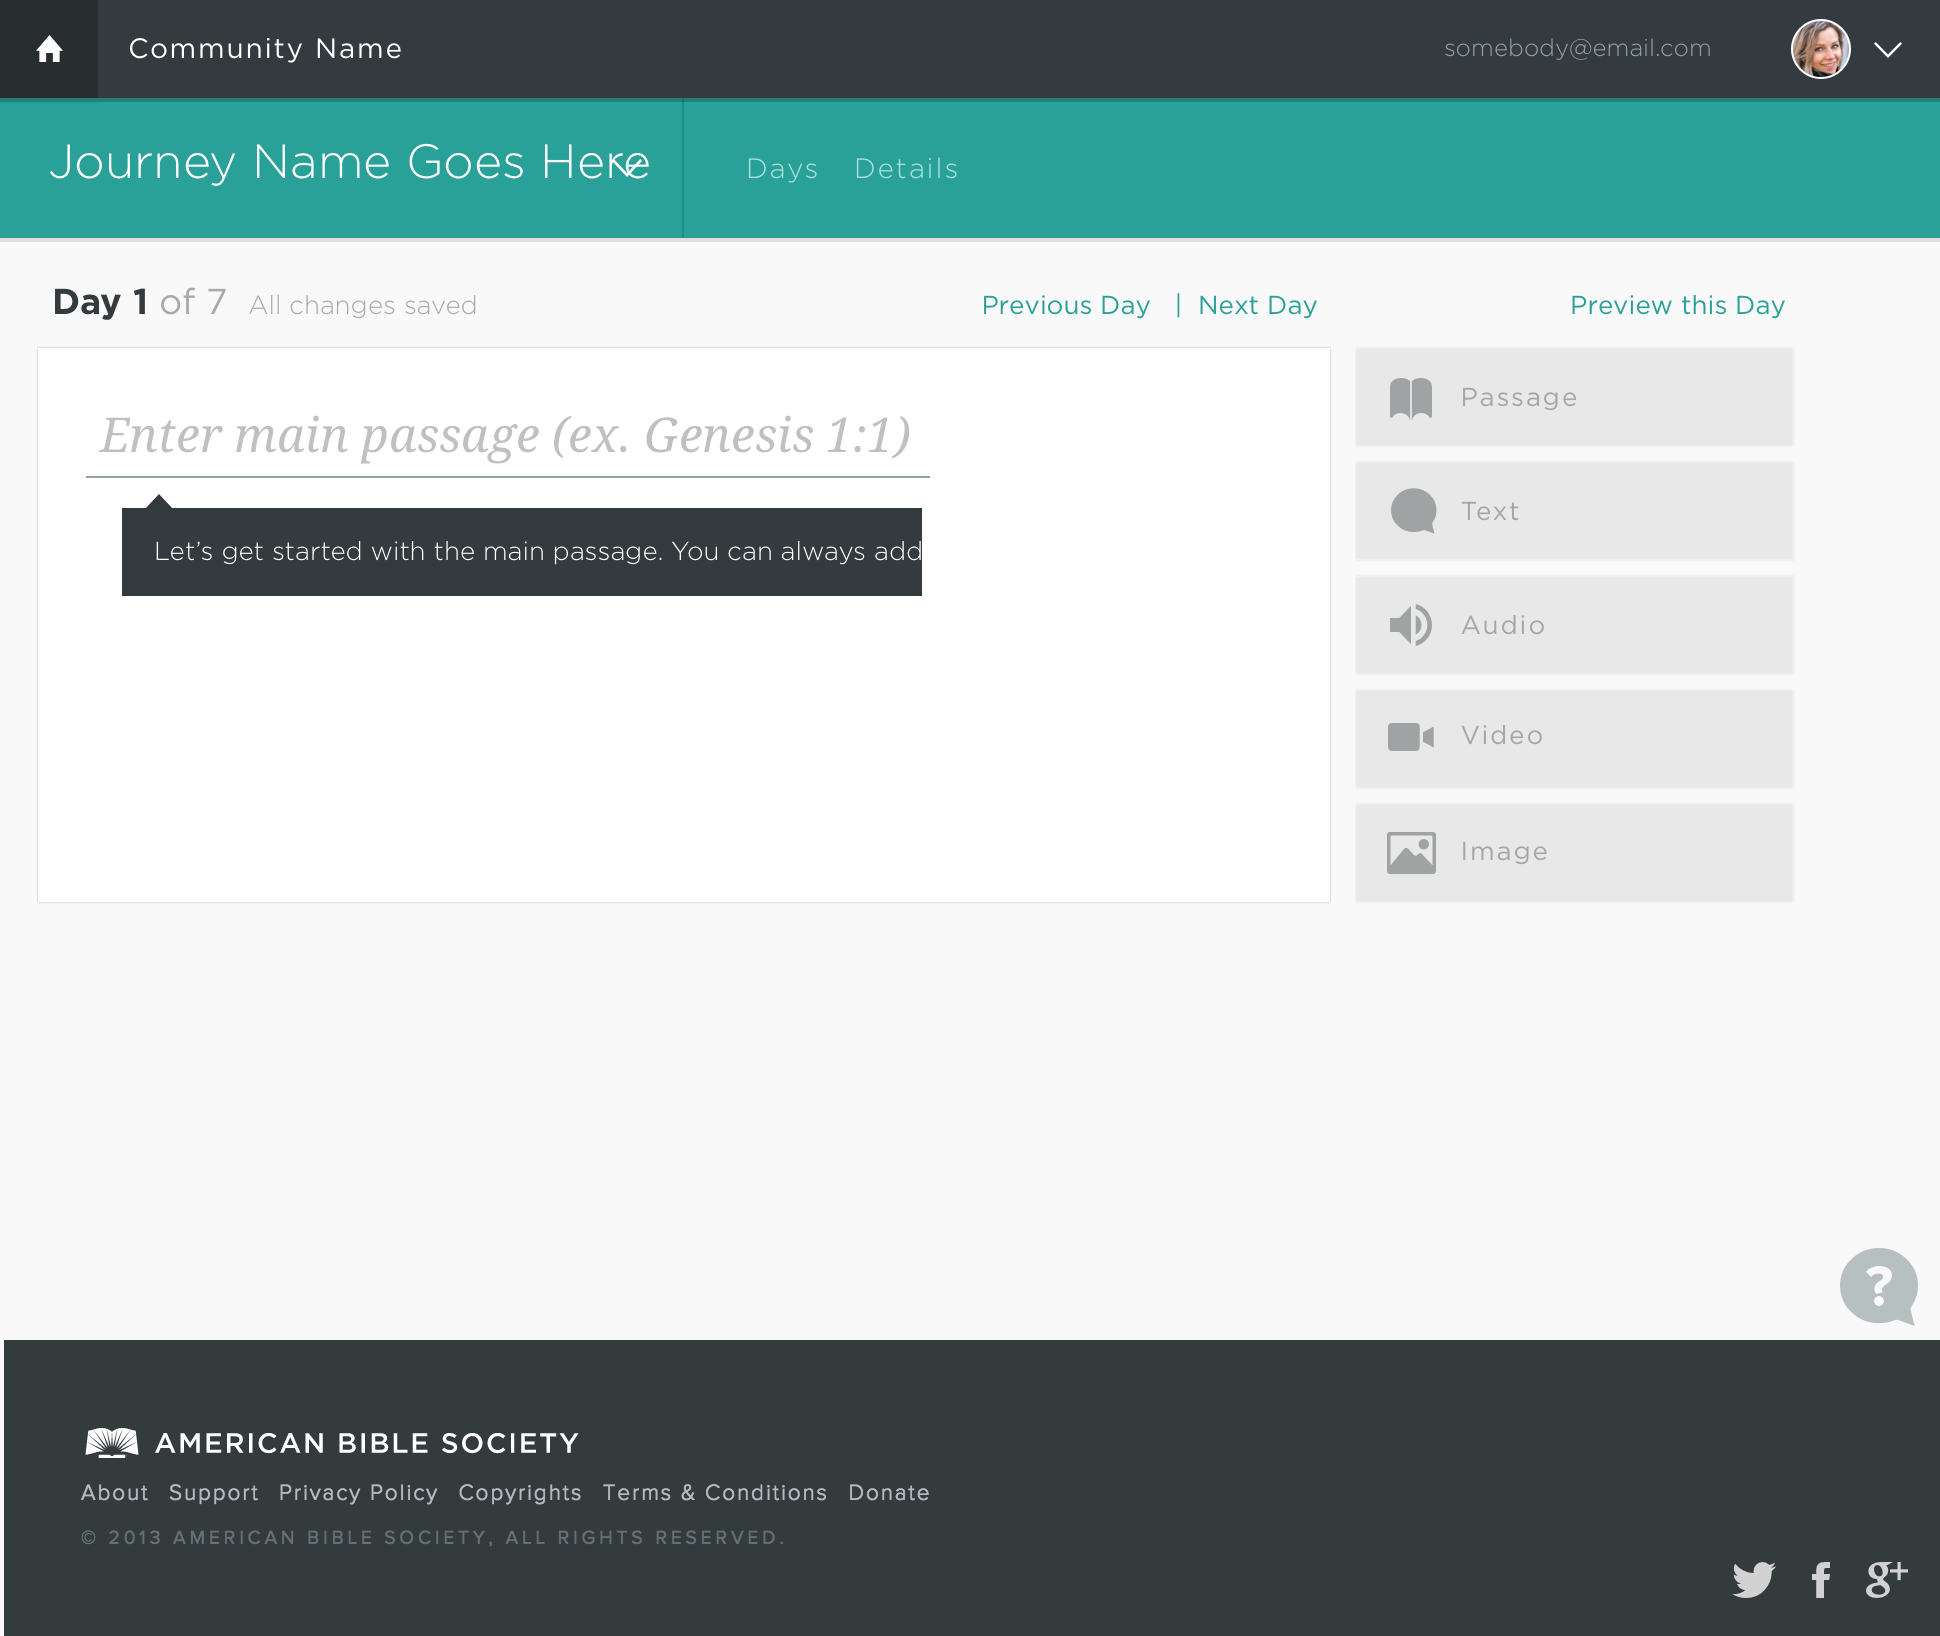 Community Name
somebody@email.com
Journey Name Goes Here
Days Details
Day 1 of 7 All changes saved
Previous Day | Next Day
Preview this Day
Enter main passage (ex. Genesis 1:1)
Let’s get started with the main passage. You can always add
Passage
Text
Audio
Video
Image
?
AMERICAN BIBLE SOCIETY
About Support Privacy Policy Copyrights Terms & Conditions Donate
© 2013 AMERICAN BIBLE SOCIETY, ALL RIGHTS RESERVED.
f g+